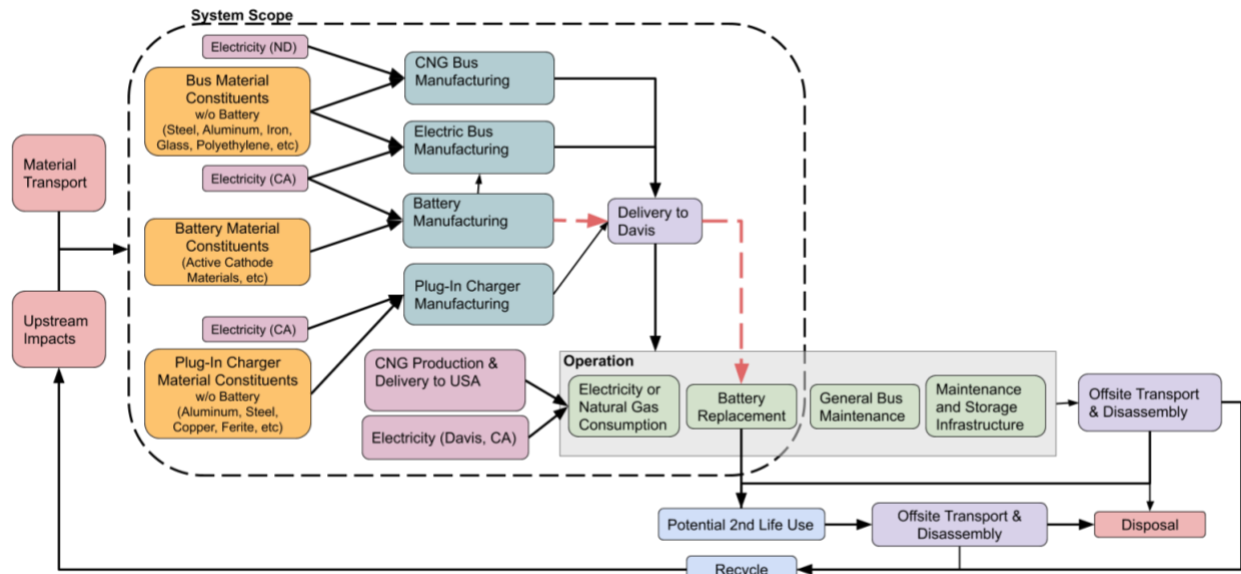 System Scope
Electricity (ND)
Bus Material
Constituents
w/o Battery
(Steel, Aluminum, Iron,
Glass, Polyethylene, etc)
Electricity (CA)
Battery Material
Constituents
(Active Cathode
Materials, etc)
Electricity (CA)
Plug-In Charger
Material Constituents
w/o Battery
(Aluminum, Steel,
Copper, Ferite, etc)
Material
Transport
Upstream
Impacts
CNG Bus
Manufacturing
Electric Bus
Manufacturing
Battery
Manufacturing
Plug-In Charger
Manufacturing
Delivery to
Davis
CNG Production &
Delivery to USA
Electricity (Davis, CA)
Operation
Electricity or
Natural Gas
Consumption
Battery
Replacement
General Bus
Maintenance
Maintenance
and Storage
Infrastructure
Offsite Transport
& Disassembly
Potential 2nd Life Use
Offsite Transport &
Disassembly
Disposal
Recycle